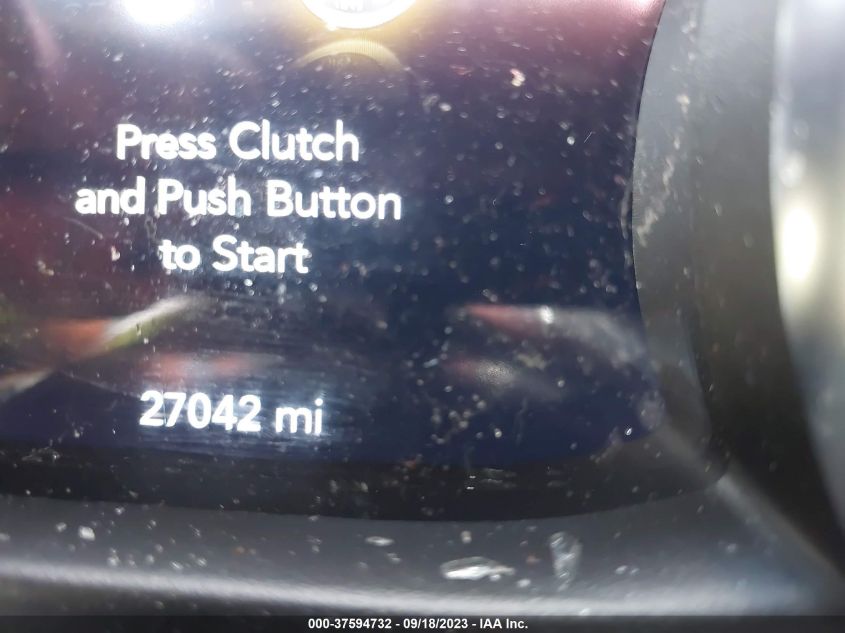 Press Clutch
and Push Button
to Start
27042 mi
000-37594732 - 09/18/2023 - IAA Inc.